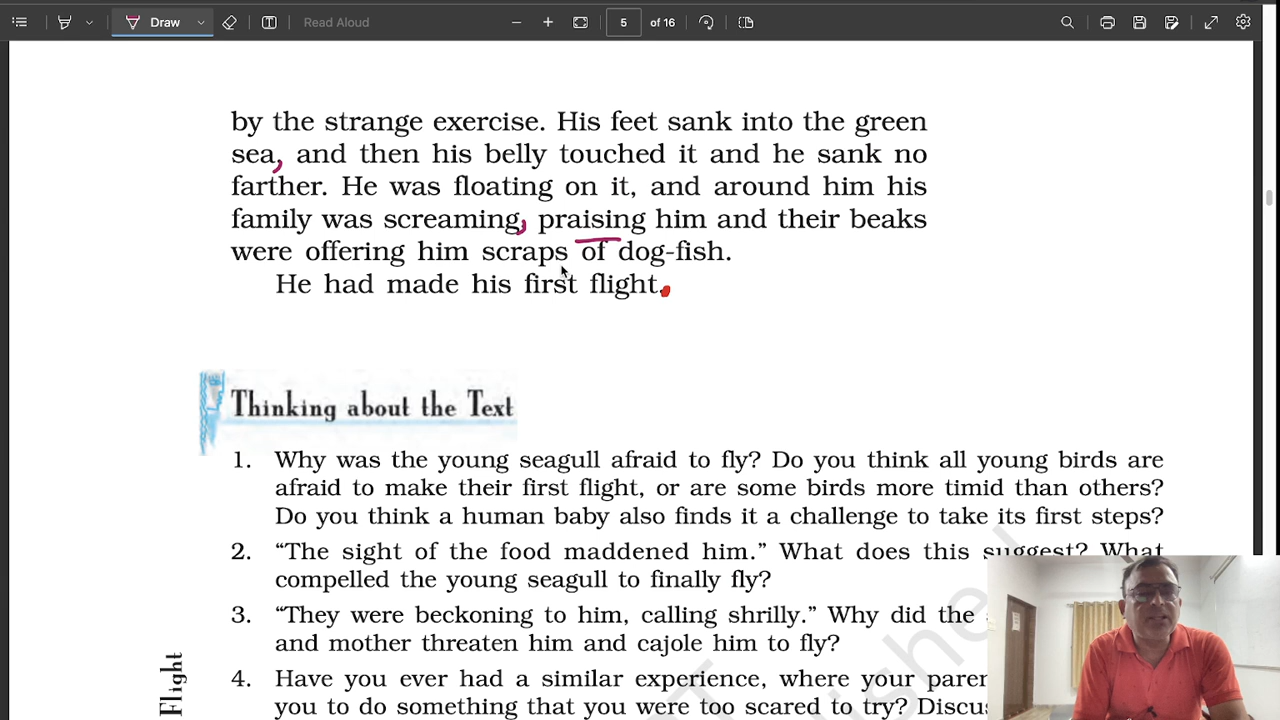 Draw
Read Aloud
5
of 16
by the strange exercise. His feet sank into the green
sea, and then his belly touched it and he sank no
farther. He was floating on it, and around him his
family was screaming, praising him and their beaks
were offering him scraps of dog-fish.
He had made his first flight.
Thinking about the Text
1. Why was the young seagull afraid to fly? Do you think all young birds are
afraid to make their first flight, or are some birds more timid than others?
Do you think a human baby also finds it a challenge to take its first steps?
2. “The sight of the food maddened him.” What does this suggest? What
compelled the young seagull to finally fly?
3. “They were beckoning to him, calling shrilly.” Why did the
and mother threaten him and cajole him to fly?
4. Have you ever had a similar experience, where your
you to do something that you were too scared to try?
Flight